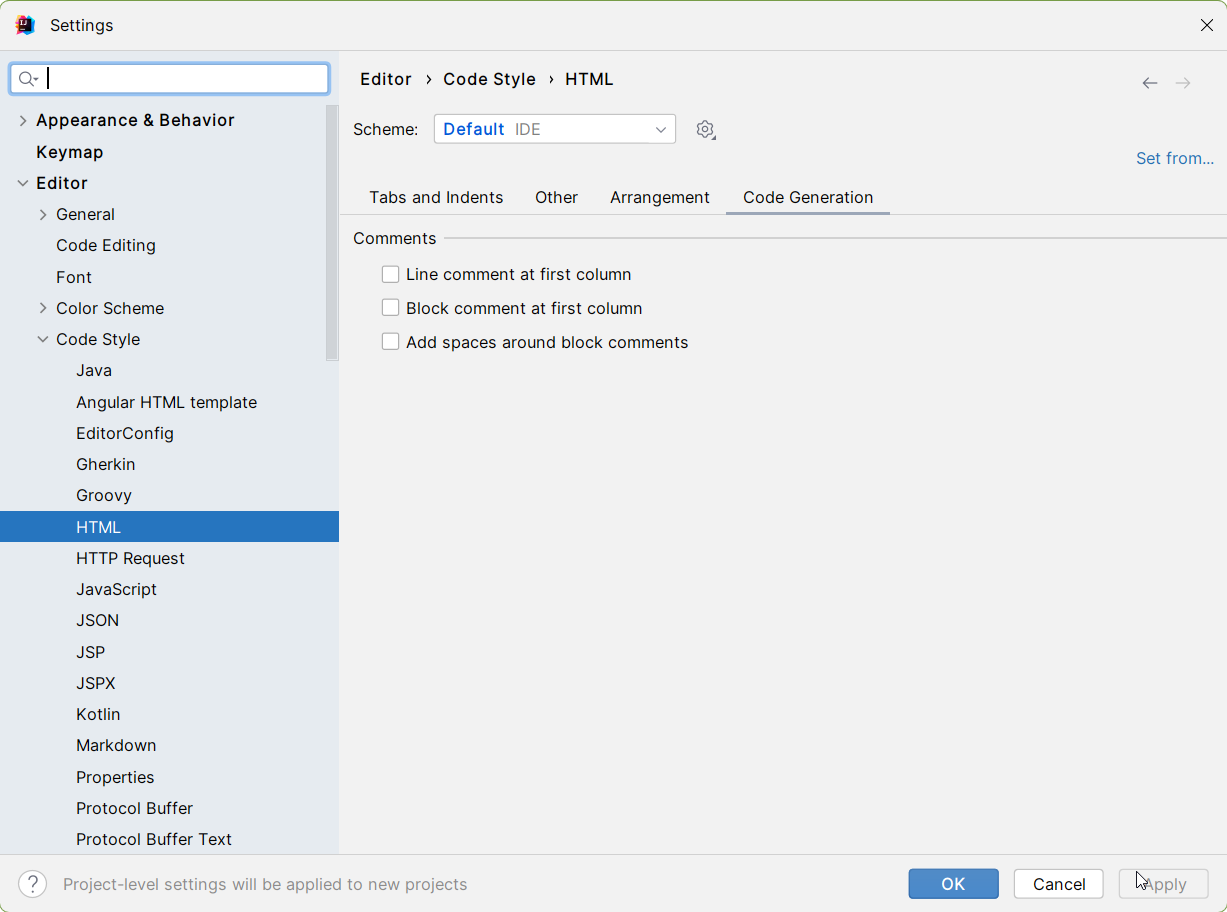 Settings
Appearance & Behavior
Keymap
Editor
General
Code Editing
Font
Color Scheme
Code Style
Java
Angular HTML template
EditorConfig
Gherkin
Groovy
HTML
HTTP Request
JavaScript
JSON
JSP
JSPX
Kotlin
Markdown
Properties
Protocol Buffer
Protocol Buffer Text
Editor › Code Style › HTML
Scheme: Default IDE
Set from...
Tabs and Indents Other Arrangement Code Generation
Comments
Line comment at first column
Block comment at first column
Add spaces around block comments
? Project-level settings will be applied to new projects
OK Cancel Apply